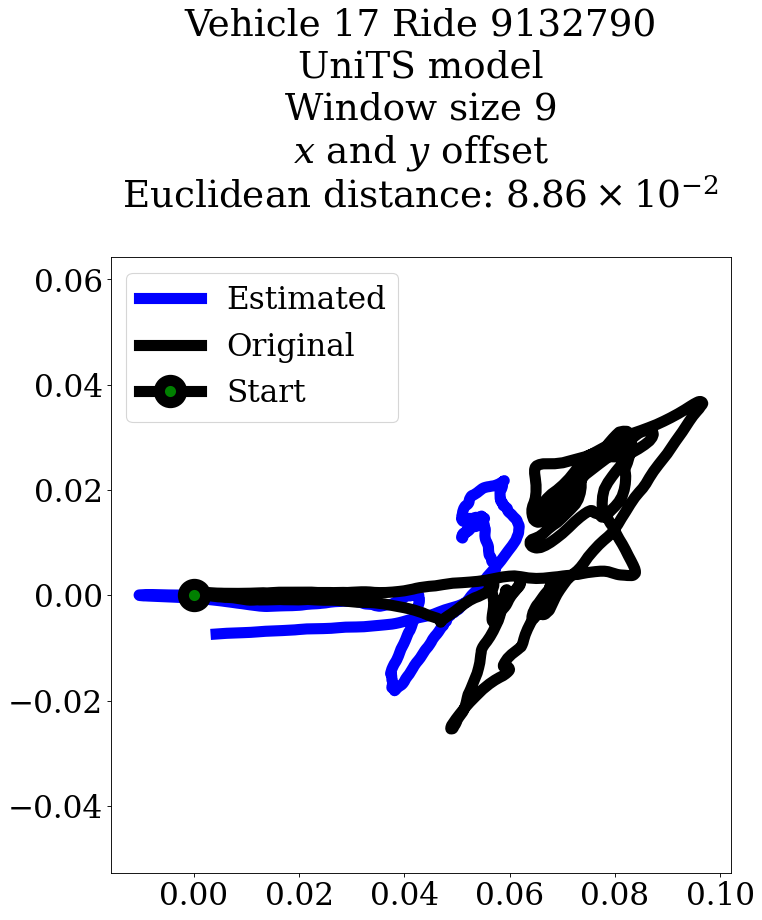 Vehicle 17 Ride 9132790
UniTS model
Window size 9
x and y offset
Euclidean distance: 8.86 × 10⁻²
0.06
0.04
0.02
0.00
−0.02
−0.04
Estimated
Original
Start
0.00 0.02 0.04 0.06 0.08 0.10